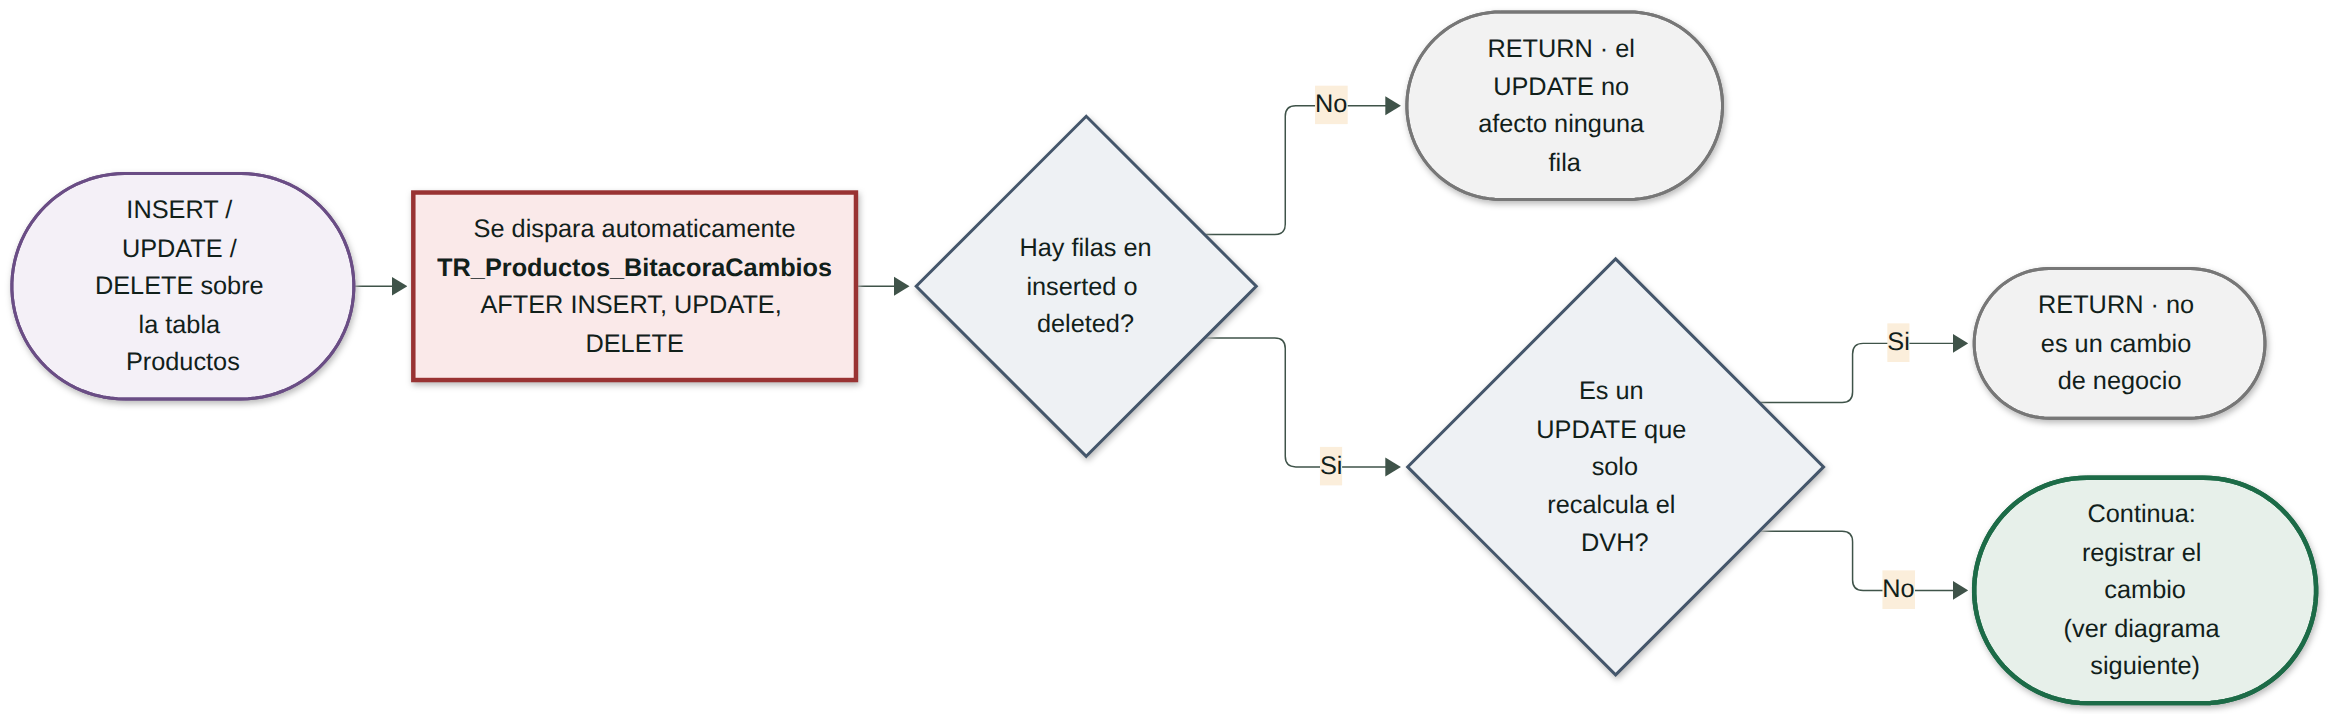 INSERT /
UPDATE /
DELETE sobre
la tabla
Productos
Se dispara automaticamente
TR_Productos_BitacoraCambios
AFTER INSERT, UPDATE,
DELETE
Hay filas en
inserted o
deleted?
No
RETURN · el
UPDATE no
afecto ninguna
fila
Si
Es un
UPDATE que
solo
recalcula el
DVH?
Si
RETURN · no
es un cambio
de negocio
No
Continua:
registrar el
cambio
(ver diagrama
siguiente)